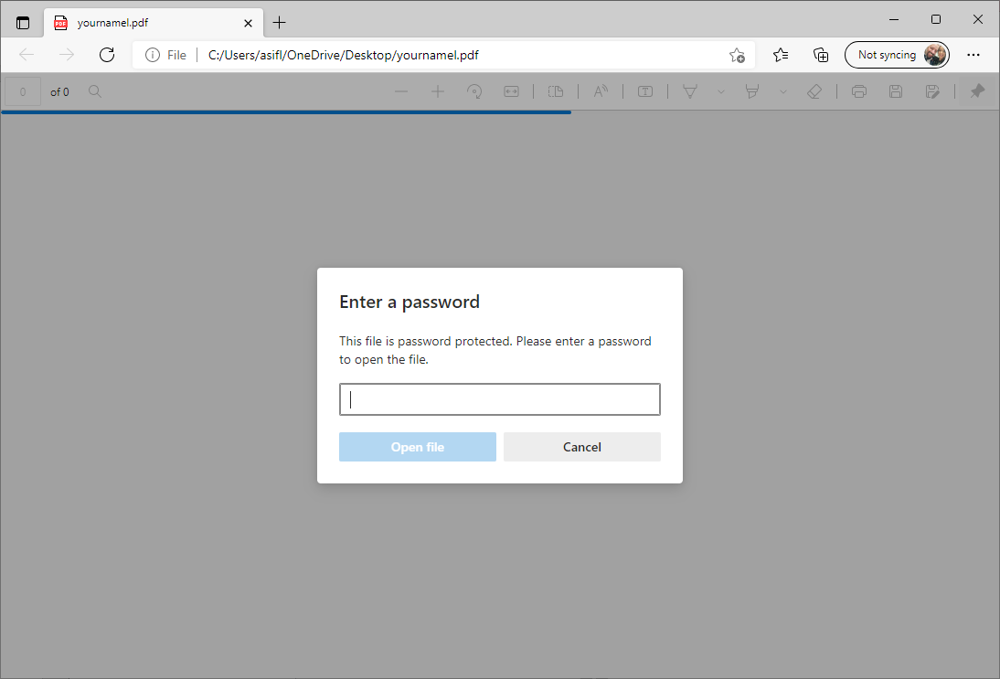 yournamel.pdf
File
C:/Users/asifl/OneDrive/Desktop/yournamel.pdf
Not syncing
0
of 0
Enter a password
This file is password protected. Please enter a password
to open the file.
Open file
Cancel